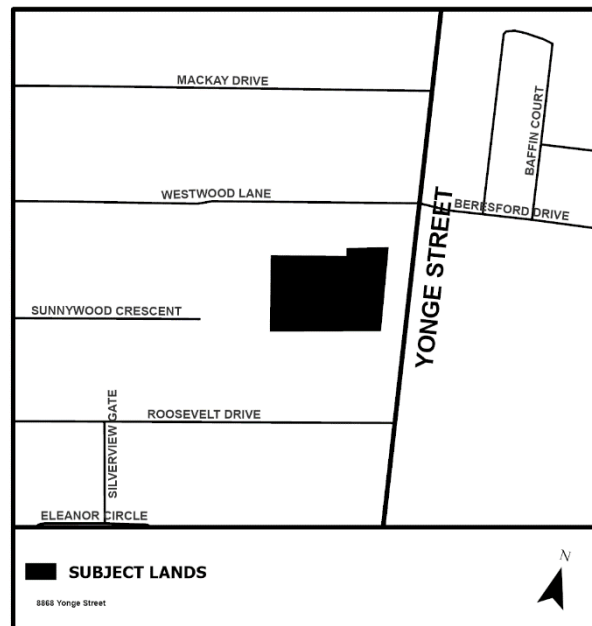 MACKAY DRIVE
BAFFIN COURT
WESTWOOD LANE
BERESFORD DRIVE
YONGE STREET
SUNNYWOOD CRESCENT
ROOSEVELT DRIVE
SILVERVIEW GATE
ELEANOR CIRCLE
SUBJECT LANDS
8868 Yonge Street
N